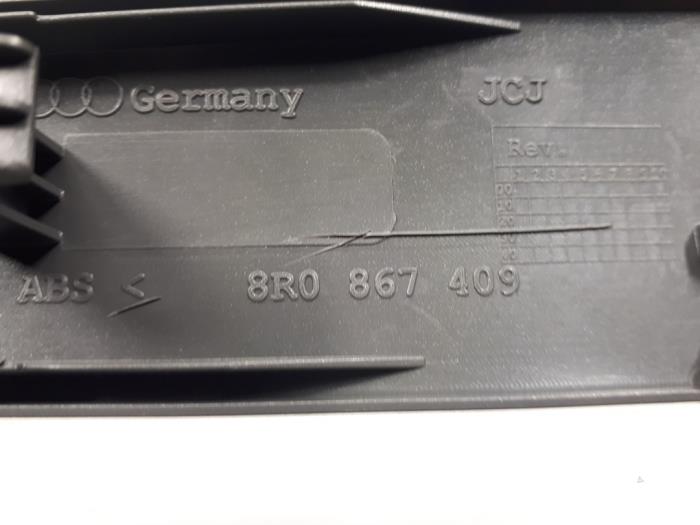 Germany JCJ
Rev.
ABS < 8R0 867 409